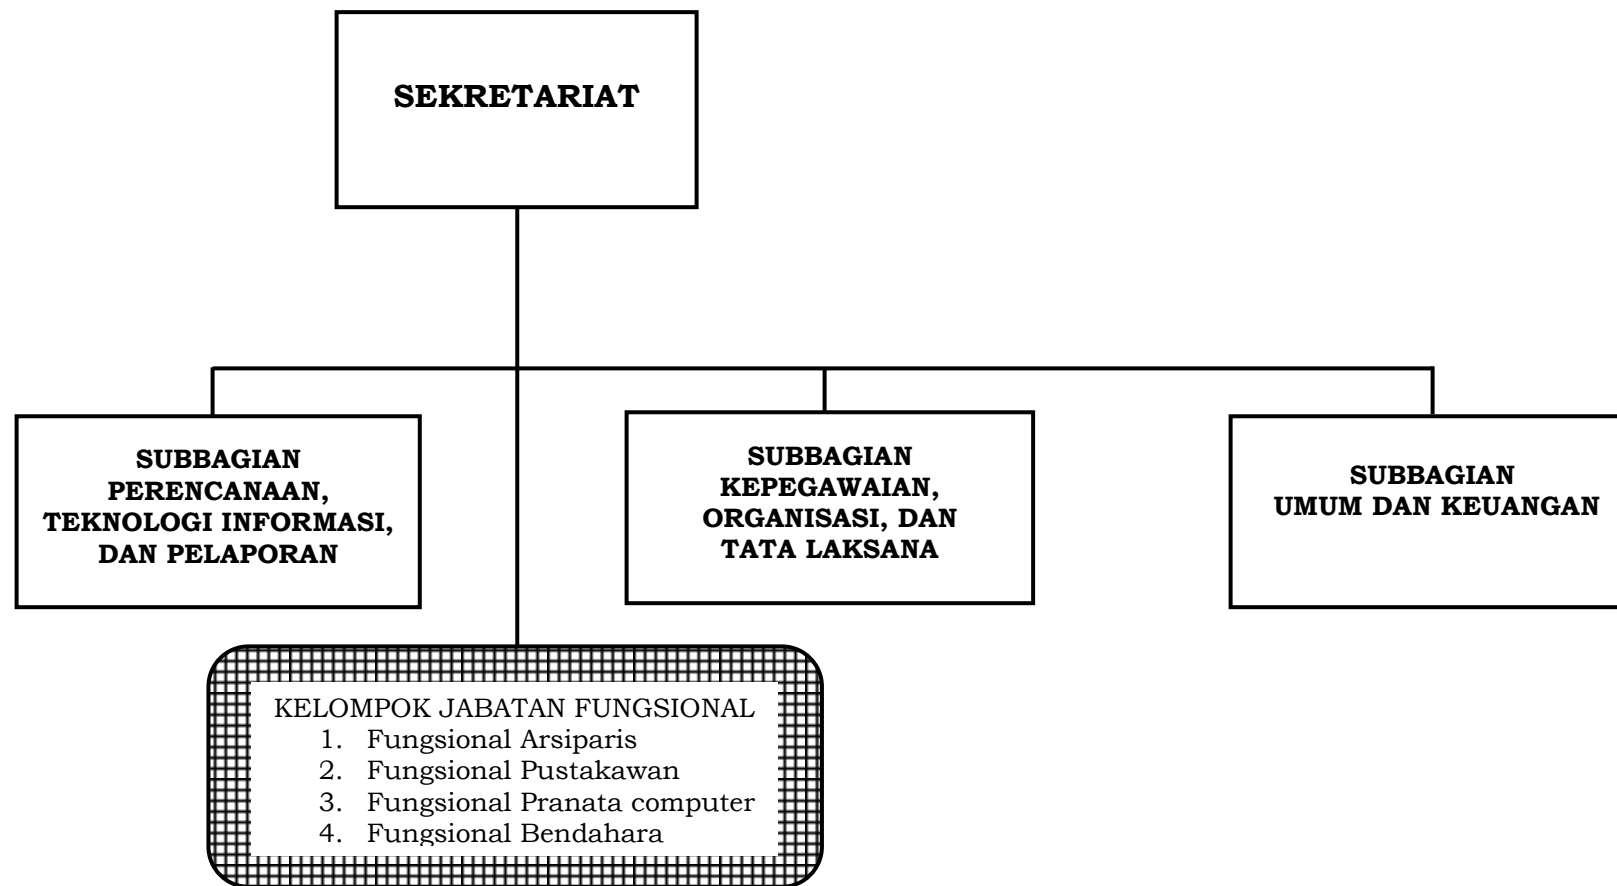 SEKRETARIAT
SUBBAGIAN
PERENCANAAN,
TEKNOLOGI INFORMASI,
DAN PELAPORAN
SUBBAGIAN
KEPEGAWAIAN,
ORGANISASI, DAN
TATA LAKSANA
SUBBAGIAN
UMUM DAN KEUANGAN
KELOMPOK JABATAN FUNGSIONAL
1. Fungsional Arsiparis
2. Fungsional Pustakawan
3. Fungsional Pranata computer
4. Fungsional Bendahara